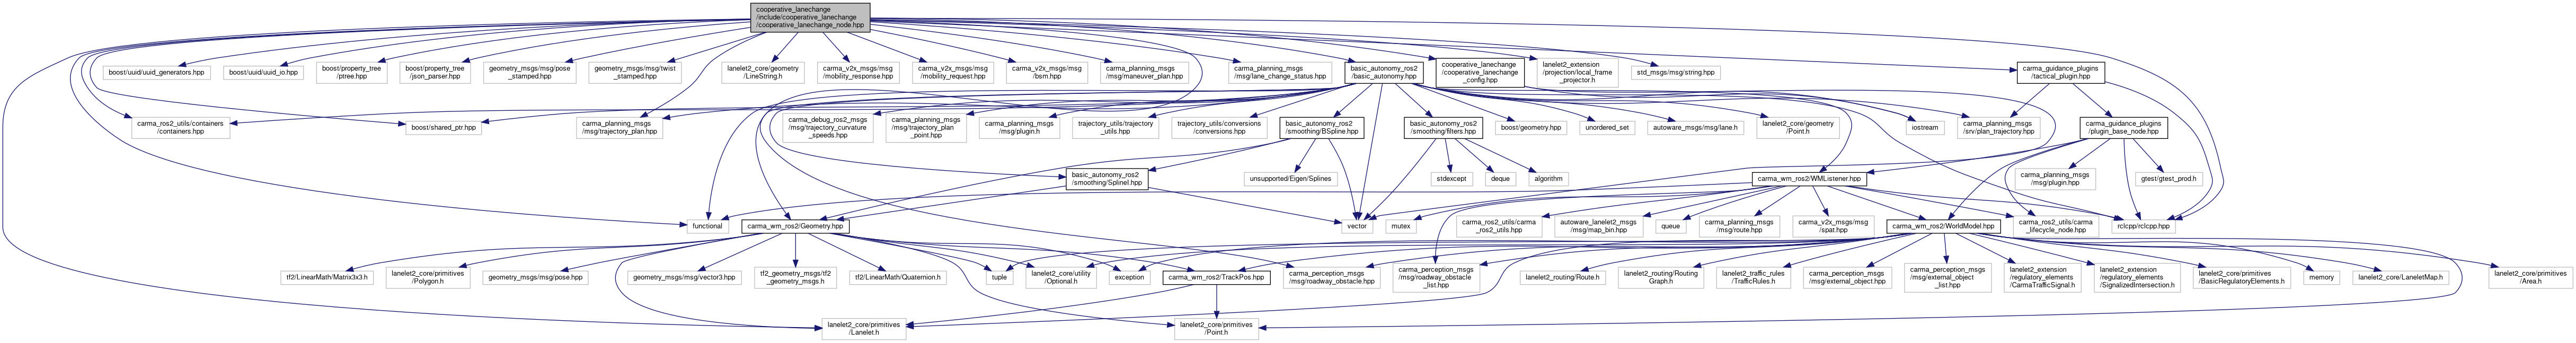 cooperative_lanechange
/include/cooperative_lanechange
/cooperative_lanechange_node.hpp
boost/uuid/uuid_generators.hpp
boost/uuid/uuid_io.hpp
boost/property_tree
/ptree.hpp
boost/property_tree
/json_parser.hpp
geometry_msgs/msg/pose
_stamped.hpp
geometry_msgs/msg/twist
_stamped.hpp
lanelet2_core/geometry
/LineString.h
carma_v2x_msgs/msg
/mobility_response.hpp
carma_v2x_msgs/msg
/mobility_request.hpp
carma_v2x_msgs/msg
/bsm.hpp
carma_planning_msgs
/msg/maneuver_plan.hpp
carma_planning_msgs
/msg/lane_change_status.hpp
basic_autonomy_ros2
/basic_autonomy.hpp
cooperative_lanechange
/cooperative_lanechange
_config.hpp
lanelet2_extension
/projection/local_frame
_projector.h
std_msgs/msg/string.hpp
carma_guidance_plugins
/tactical_plugin.hpp
carma_ros2_utils/containers
/containers.hpp
boost/shared_ptr.hpp
carma_planning_msgs
/msg/trajectory_plan.hpp
carma_debug_ros2_msgs
/msg/trajectory_curvature
_speeds.hpp
carma_planning_msgs
/msg/trajectory_plan
_point.hpp
carma_planning_msgs
/msg/plugin.h
trajectory_utils/trajectory
_utils.hpp
trajectory_utils/conversions
/conversions.hpp
basic_autonomy_ros2
/smoothing/BSpline.hpp
basic_autonomy_ros2
/smoothing/filters.hpp
boost/geometry.hpp
unordered_set
autoware_msgs/msg/lane.h
lanelet2_core/geometry
/Point.h
iostream
carma_planning_msgs
/srv/plan_trajectory.hpp
carma_guidance_plugins
/plugin_base_node.hpp
basic_autonomy_ros2
/smoothing/SplineI.hpp
unsupported/Eigen/Splines
stdexcept
deque
algorithm
carma_wm_ros2/WMListener.hpp
carma_planning_msgs
/msg/plugin.hpp
gtest/gtest_prod.h
functional
carma_wm_ros2/Geometry.hpp
vector
mutex
carma_ros2_utils/carma
_ros2_utils.hpp
autoware_lanelet2_msgs
/msg/map_bin.hpp
queue
carma_planning_msgs
/msg/route.hpp
carma_v2x_msgs/msg
/spat.hpp
carma_wm_ros2/WorldModel.hpp
carma_ros2_utils/carma
_lifecycle_node.hpp
rclcpp/rclcpp.hpp
tf2/LinearMath/Matrix3x3.h
lanelet2_core/primitives
/Polygon.h
geometry_msgs/msg/pose.hpp
geometry_msgs/msg/vector3.hpp
tf2_geometry_msgs/tf2
_geometry_msgs.h
tf2/LinearMath/Quaternion.h
tuple
lanelet2_core/utility
/Optional.h
exception
carma_wm_ros2/TrackPos.hpp
carma_perception_msgs
/msg/roadway_obstacle.hpp
carma_perception_msgs
/msg/roadway_obstacle
_list.hpp
lanelet2_routing/Route.h
lanelet2_routing/Routing
Graph.h
lanelet2_traffic_rules
/TrafficRules.h
carma_perception_msgs
/msg/external_object.hpp
carma_perception_msgs
/msg/external_object
_list.hpp
lanelet2_extension
/regulatory_elements
/CarmaTrafficSignal.h
lanelet2_extension
/regulatory_elements
/SignalizedIntersection.h
lanelet2_core/primitives
/BasicRegulatoryElements.h
memory
lanelet2_core/LaneletMap.h
lanelet2_core/primitives
/Area.h
lanelet2_core/primitives
/Lanelet.h
lanelet2_core/primitives
/Point.h